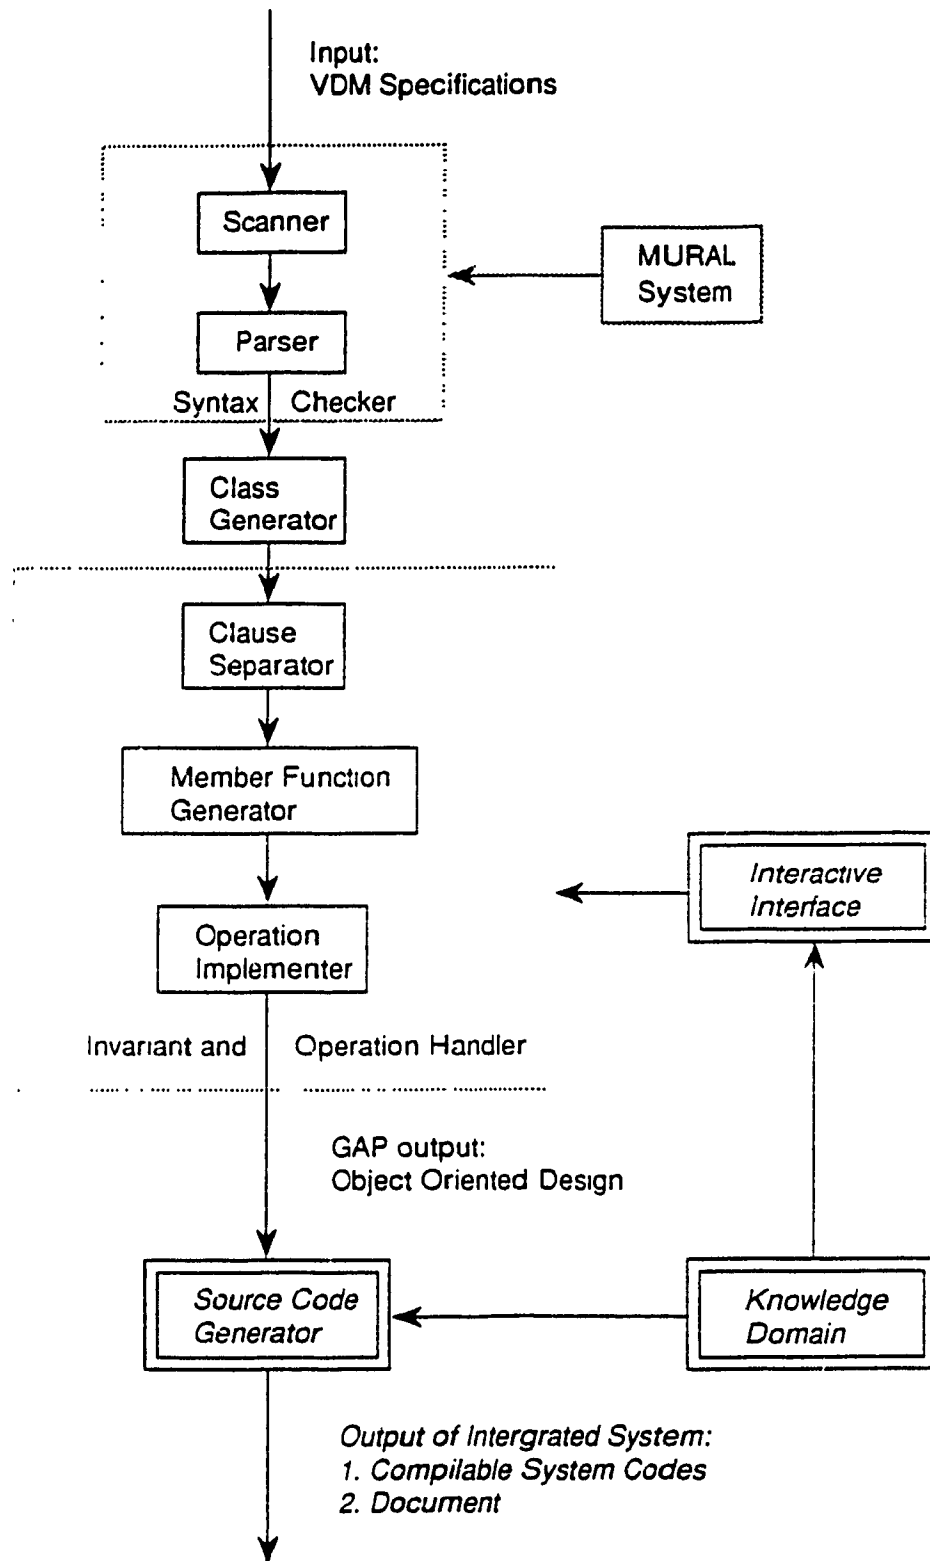 Input:
VDM Specifications
Scanner
MURAL
System
Parser
Syntax Checker
Class
Generator
Clause
Separator
Member Function
Generator
Interactive
Interface
Operation
Implementer
Invariant and Operation Handler
GAP output:
Object Oriented Design
Source Code
Generator
Knowledge
Domain
Output of Intergrated System:
1. Compilable System Codes
2. Document